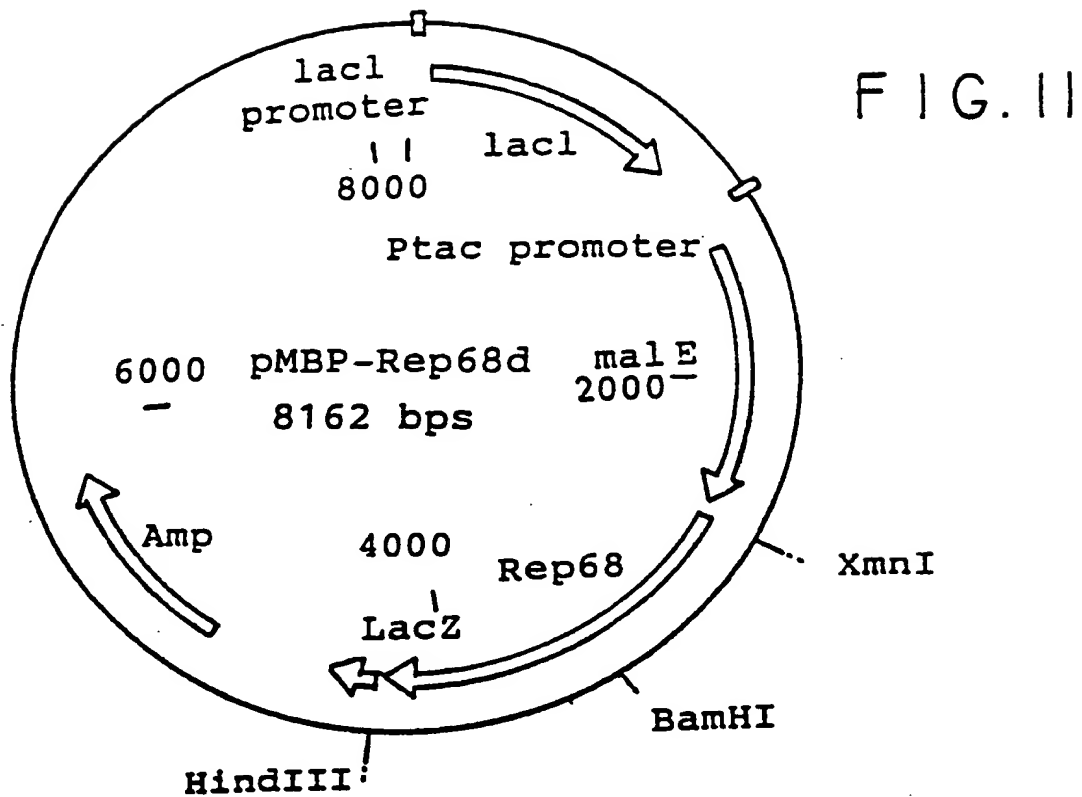 FIG. 11
lacl
promoter
lacl
8000
Ptac promoter
6000
pMBP-Rep68d
8162 bps
mal E
2000
Amp
4000
Rep68
LacZ
XmnI
BamHI
HindIII